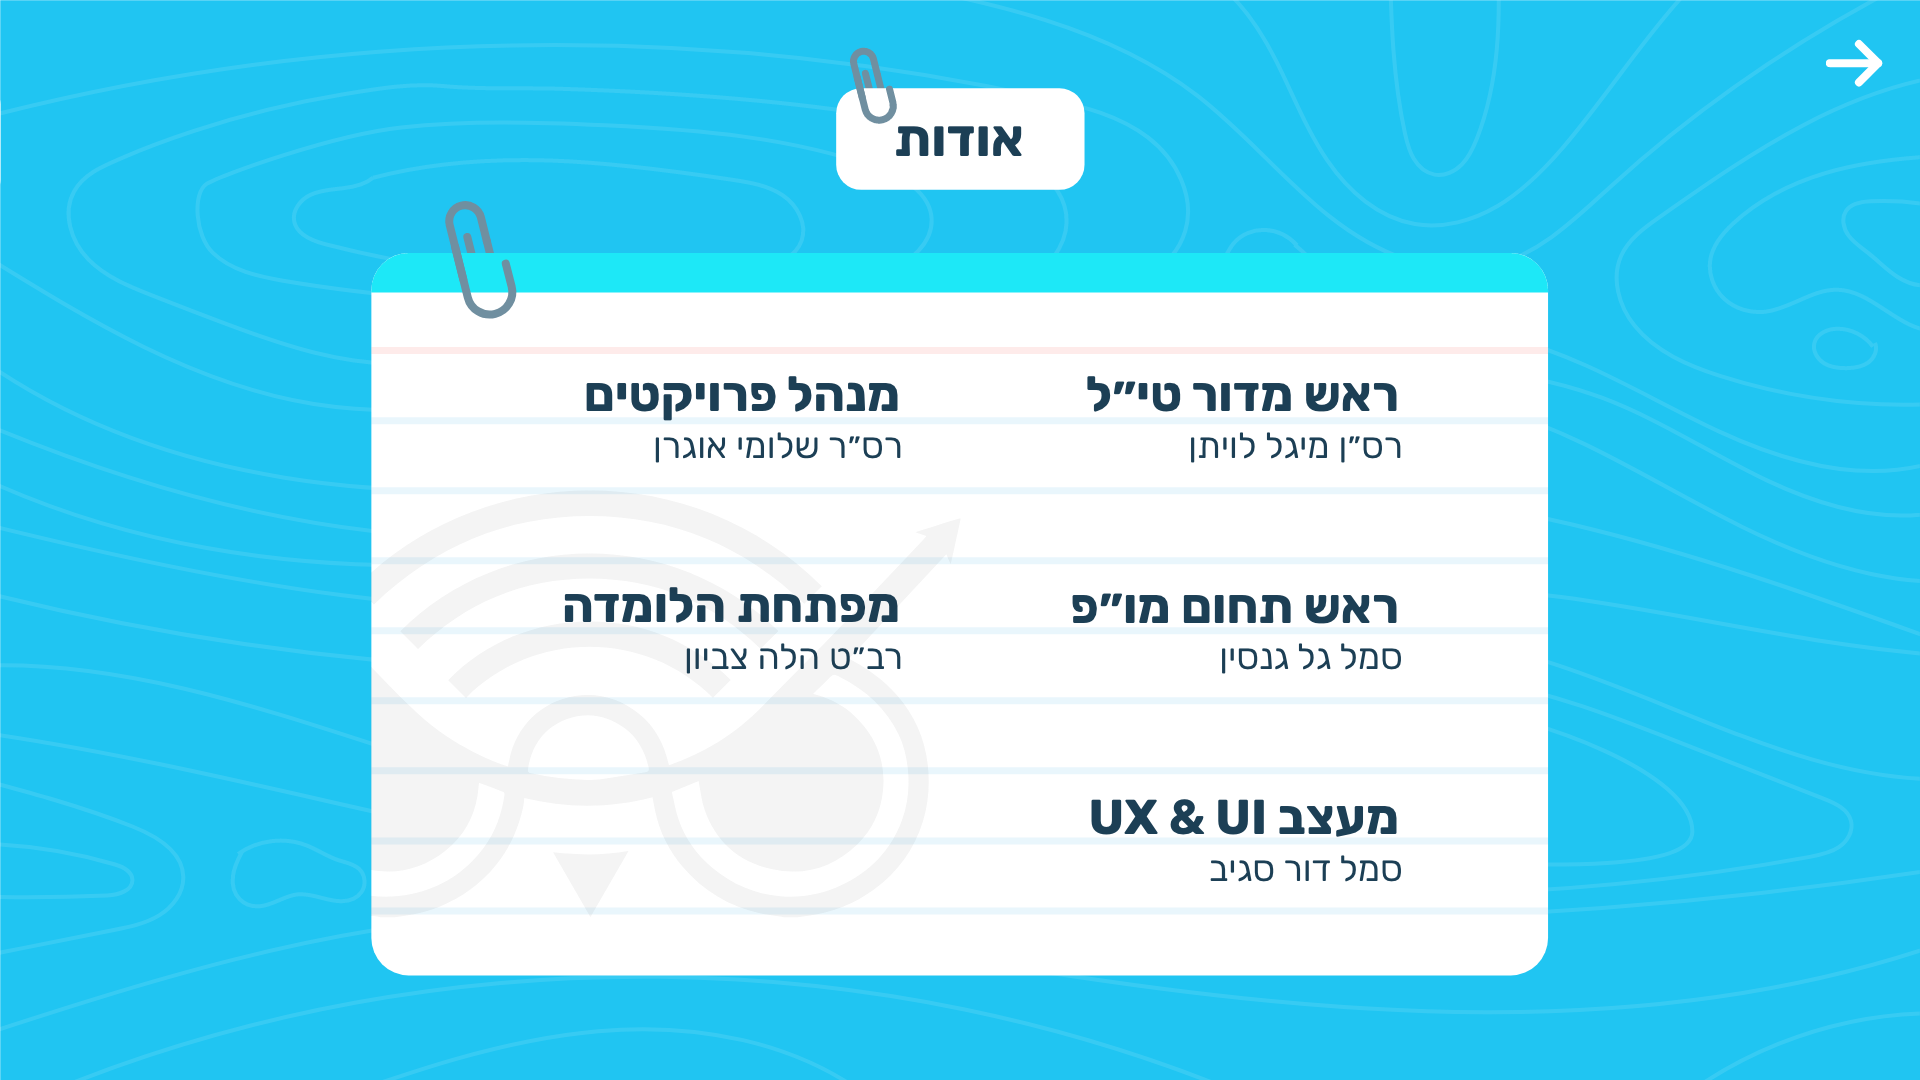 אודות
ראש מדור טי״ל
רס״ן מיגל לויתן
מנהל פרויקטים
רס״ר שלומי אוגרן
ראש תחום מו״פ
סמל גל גנסין
מפתחת הלומדה
רב״ט הלה צביון
מעצב UX & UI
סמל דור סגיב